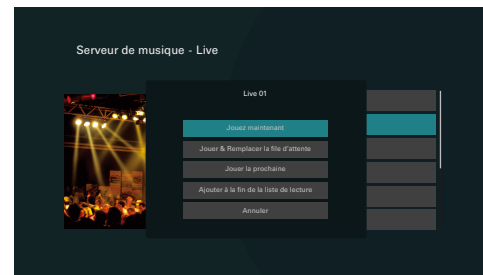 Serveur de musique - Live
Live 01
Jouez maintenant
Jouer & Remplacer la file d'attente
Jouer la prochaine
Ajouter à la fin de la liste de lecture
Annuler